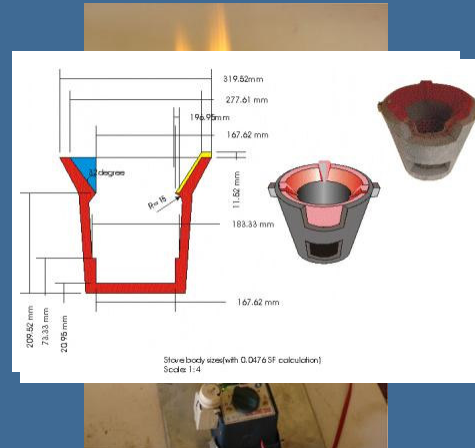 319.52mm
277.61 mm
196.95mm
167.62 mm
32 degree
11.52 mm
R= 15
183.33 mm
167.62 mm
209.52 mm
73.33 mm
20.95 mm
Stove body sizes(with 0.0476 SF calculation)
Scale: 1:4